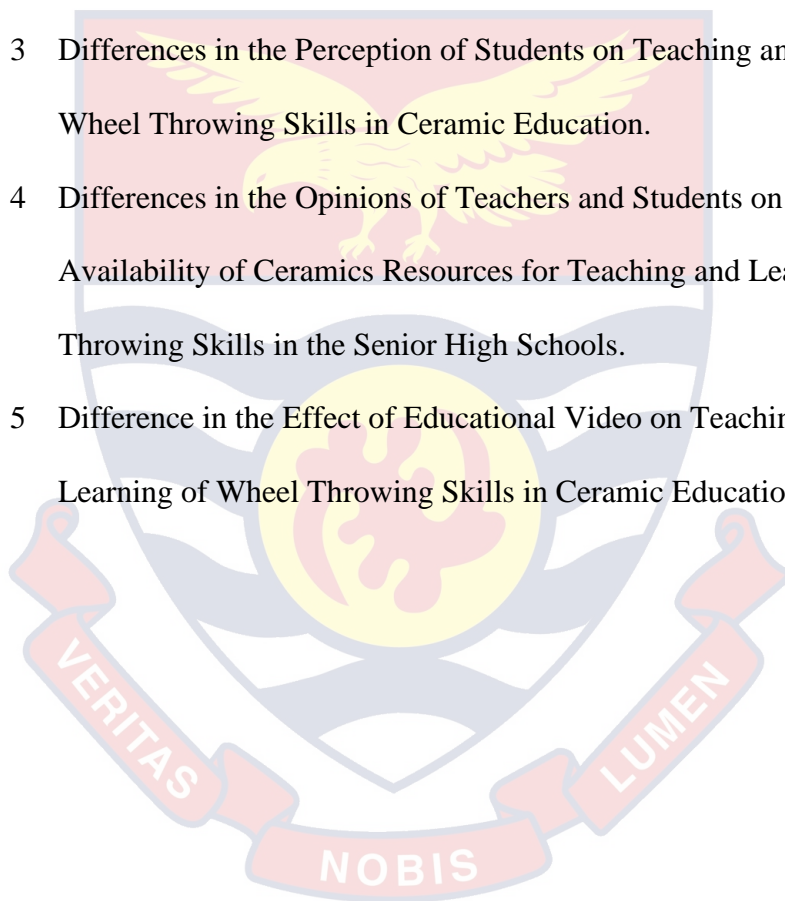 3 Differences in the Perception of Students on Teaching an
Wheel Throwing Skills in Ceramic Education.
4 Differences in the Opinions of Teachers and Students on
Availability of Ceramics Resources for Teaching and Lea
Throwing Skills in the Senior High Schools.
5 Difference in the Effect of Educational Video on Teachin
Learning of Wheel Throwing Skills in Ceramic Educatio
VERITAS
NOBIS
LUMEN